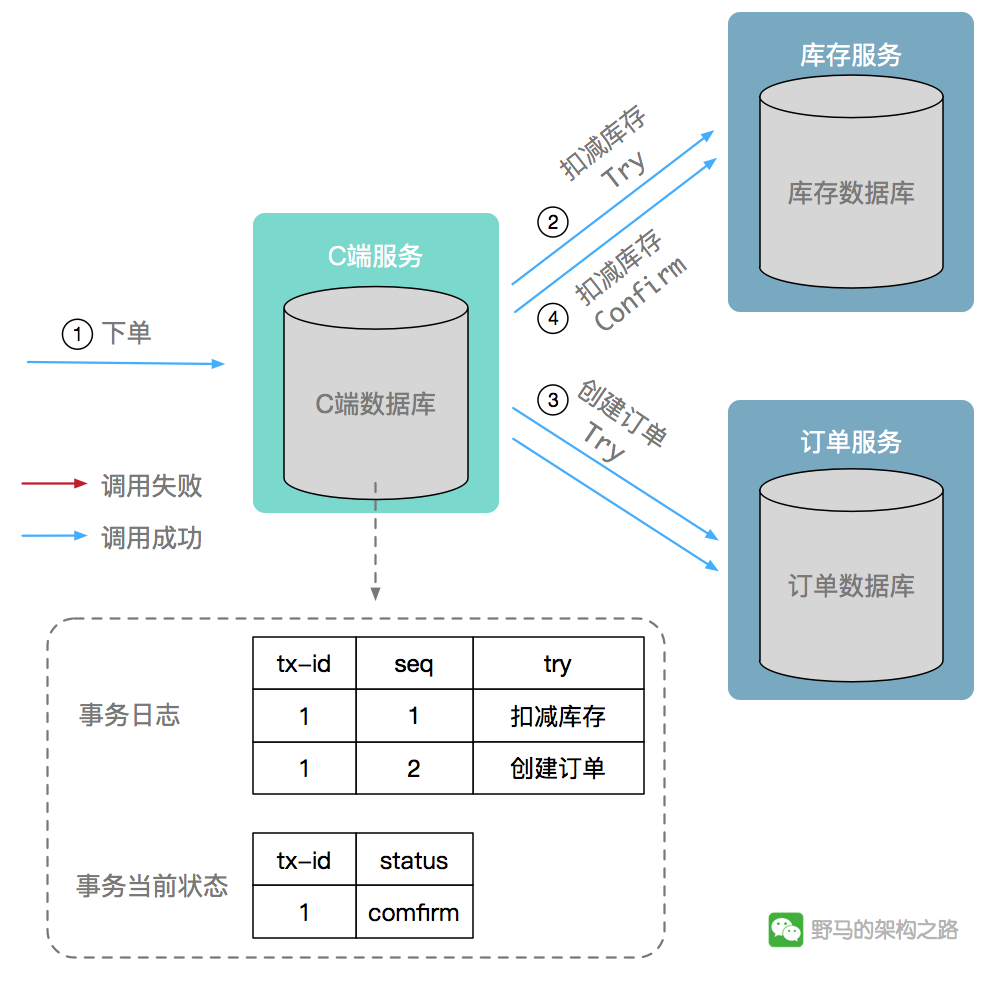 库存服务
库存数据库
扣减库存
Try
②
扣减库存
Confirm
④
C端服务
C端数据库
① 下单
③ 创建订单
Try
订单服务
订单数据库
调用失败
调用成功
事务日志
tx-id seq try
1 1 扣减库存
1 2 创建订单
事务当前状态
tx-id status
1 comfirm
野马的架构之路